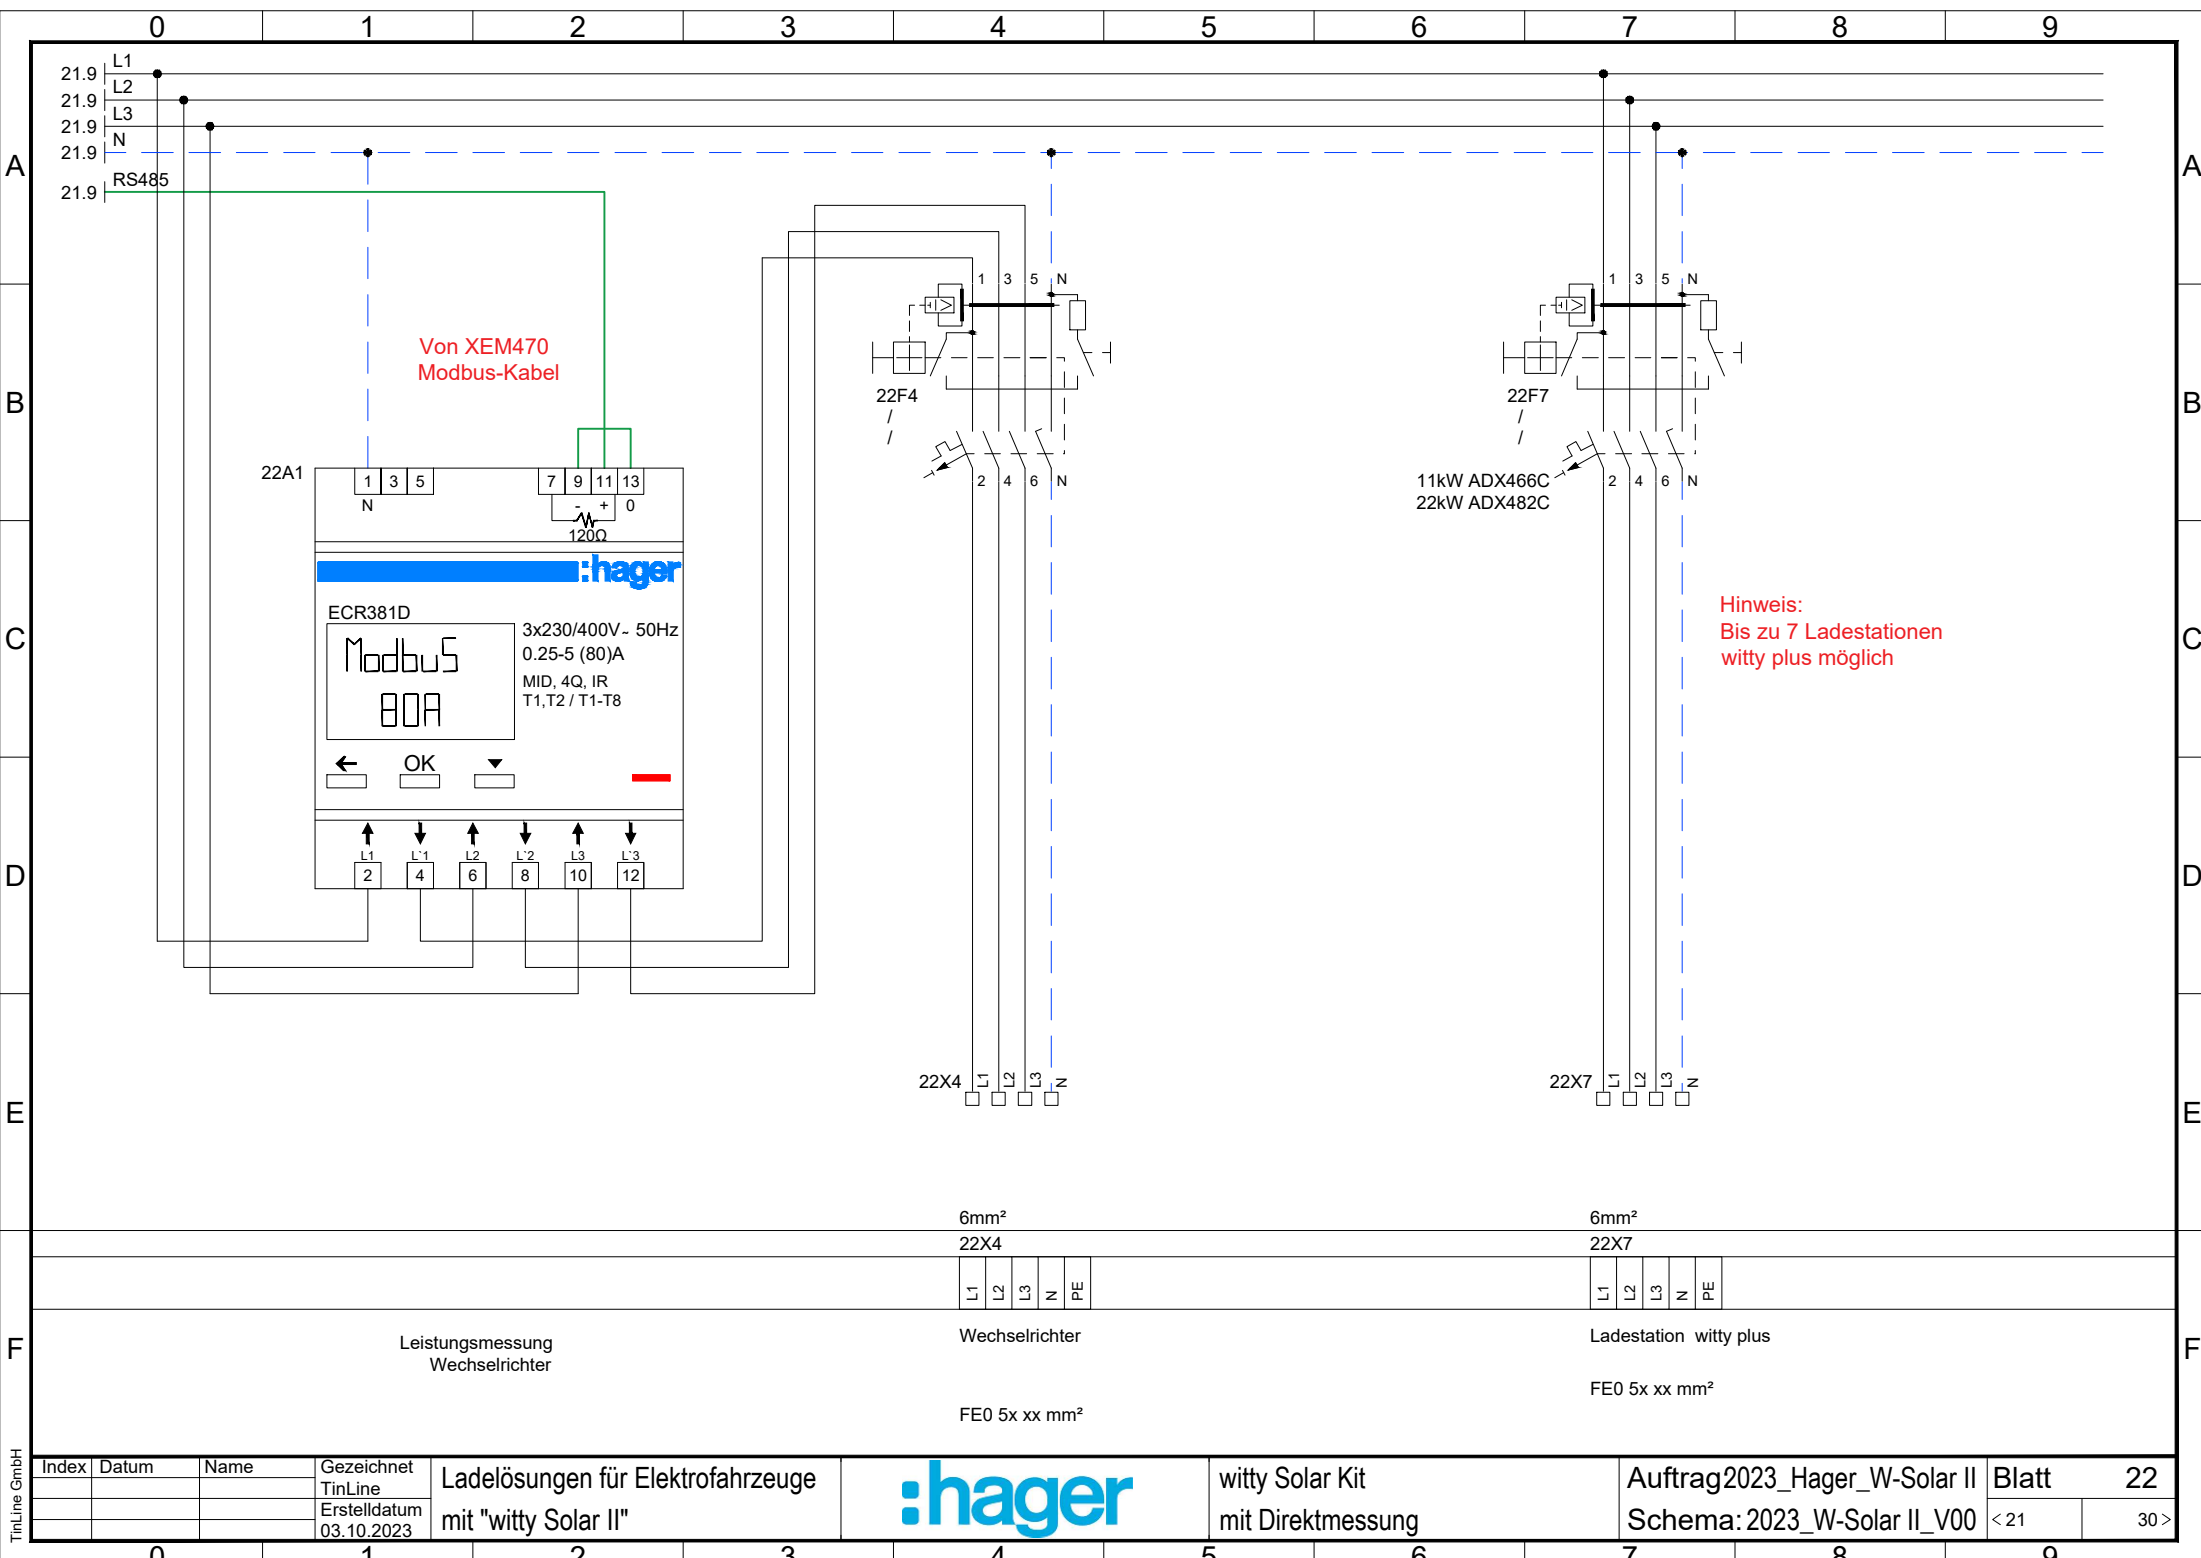 0 1 2 3 4 5 6 7 8 9
21.9 L1
21.9 L2
21.9 L3
21.9 N
A A
21.9 RS485
1 3 5 N
1 3 5 N
Von XEM470
Modbus-Kabel
B B
22F4
/
/
22F7
/
/
22A1
1 3 5
7 9 11 13
N
- + 0
120Ω
2 4 6 N
11kW ADX466C
22kW ADX482C
2 4 6 N
:hager
ECR381D
Modbus
80A
3x230/400V~ 50Hz
0.25-5 (80)A
MID, 4Q, IR
T1,T2 / T1-T8
C C
Hinweis:
Bis zu 7 Ladestationen
witty plus möglich
OK
L1 L`1 L2 L`2 L3 L`3
2 4 6 8 10 12
D D
22X4 L1 L2 L3 N
22X7 L1 L2 L3 N
E E
6mm²
22X4
L1 L2 L3 N PE
6mm²
22X7
L1 L2 L3 N PE
F F
Leistungsmessung
Wechselrichter
Wechselrichter
FE0 5x xx mm²
Ladestation witty plus
FE0 5x xx mm²
TinLine GmbH
Index Datum Name
Gezeichnet
TinLine
Erstelldatum
03.10.2023
Ladelösungen für Elektrofahrzeuge
mit "witty Solar II"
:hager
witty Solar Kit
mit Direktmessung
Auftrag2023_Hager_W-Solar II
Schema: 2023_W-Solar II_V00
Blatt 22
< 21 30 >
0 1 2 3 4 5 6 7 8 9